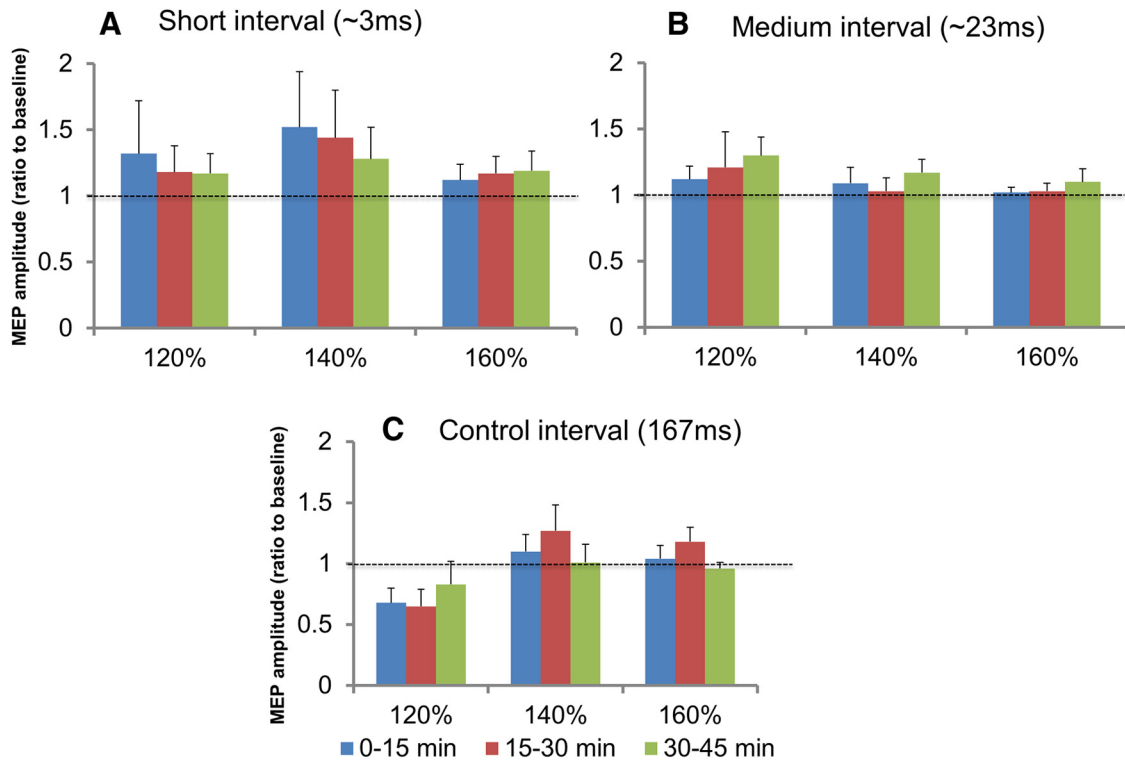 A Short interval (~3ms)
MEP amplitude (ratio to baseline)
2
1.5
1
0.5
0
120% 140% 160%
B Medium interval (~23ms)
2
1.5
1
0.5
0
120% 140% 160%
C Control interval (167ms)
MEP amplitude (ratio to baseline)
2
1.5
1
0.5
0
120% 140% 160%
0-15 min 15-30 min 30-45 min